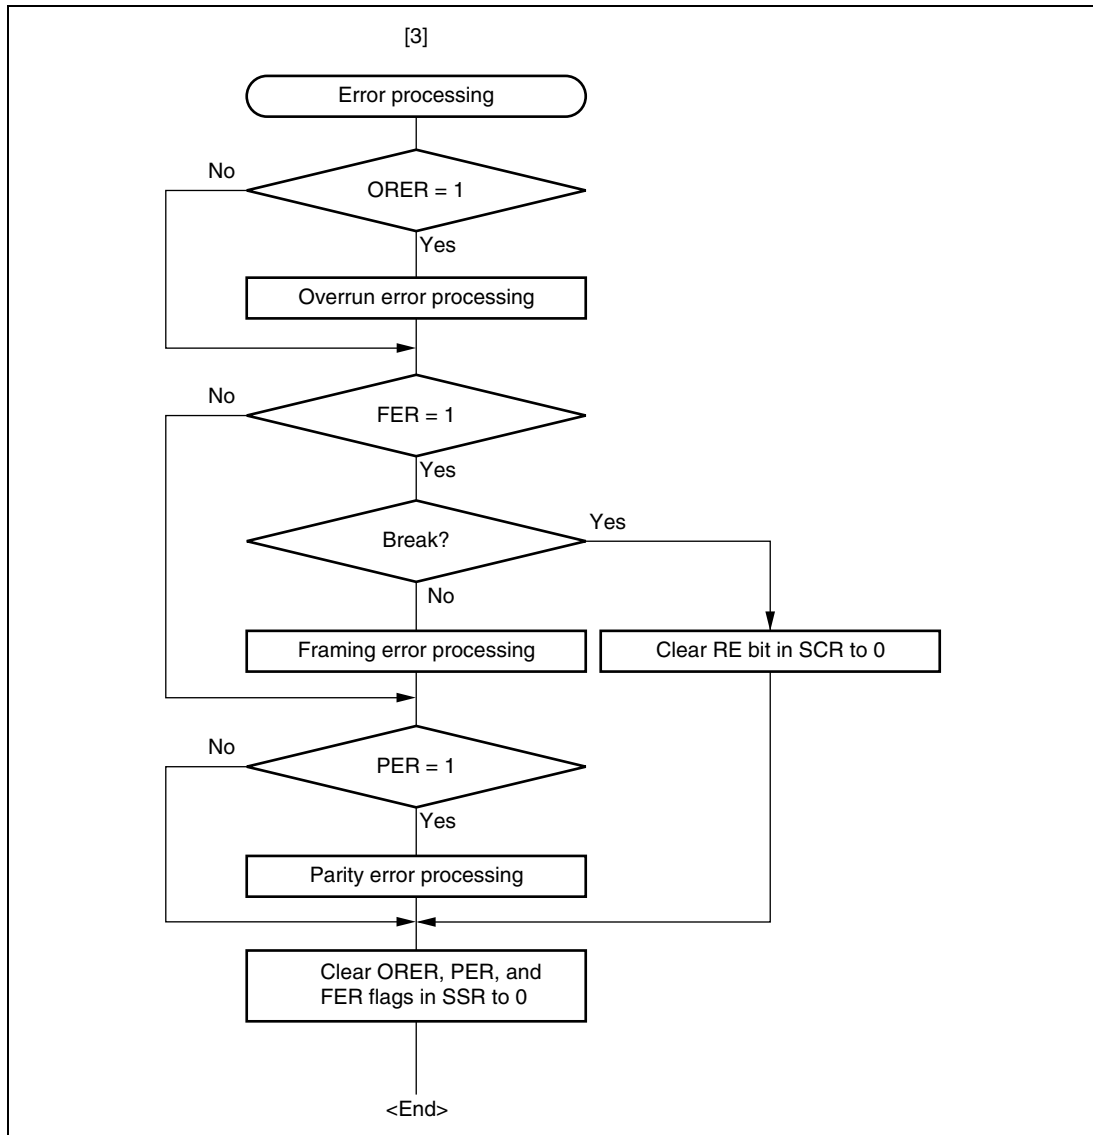 [3]
Error processing
No
ORER = 1
Yes
Overrun error processing
No
FER = 1
Yes
Break?
Yes
No
Framing error processing
Clear RE bit in SCR to 0
No
PER = 1
Yes
Parity error processing
Clear ORER, PER, and
FER flags in SSR to 0
<End>